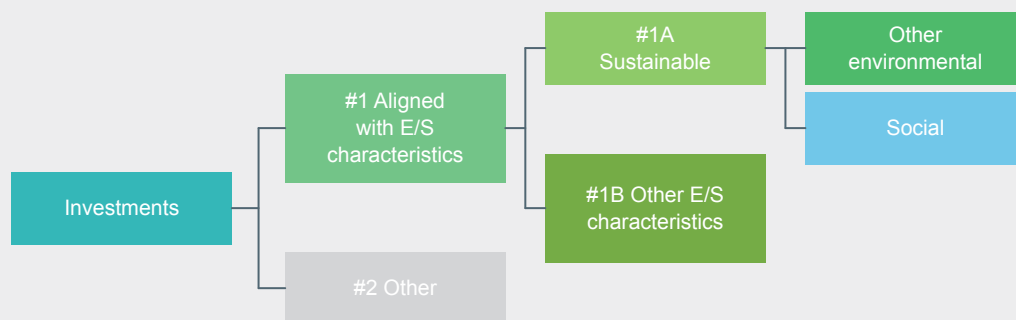 Investments
#1 Aligned
with E/S
characteristics
#2 Other
#1A
Sustainable
#1B Other E/S
characteristics
Other
environmental
Social